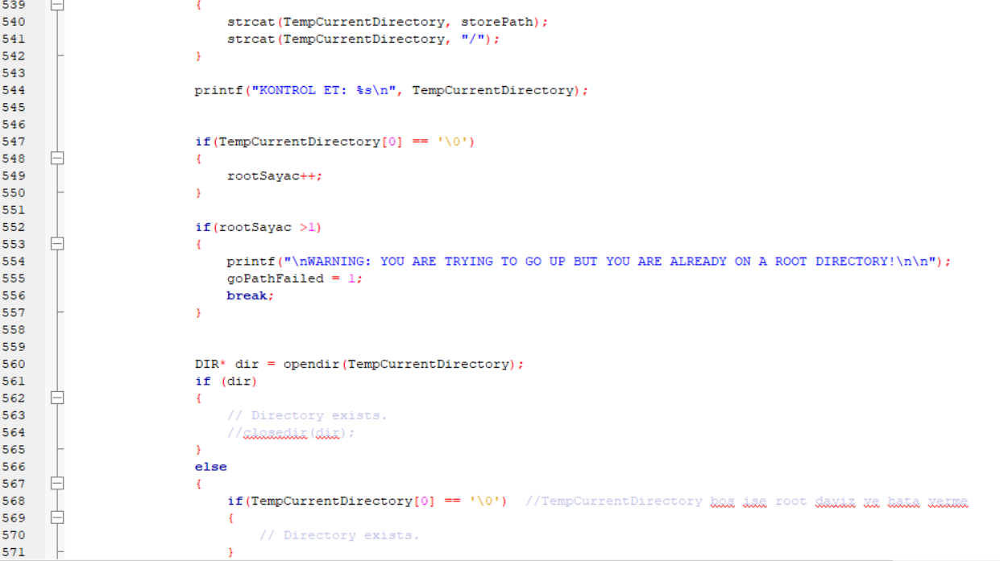 539 {
540 strcat(TempCurrentDirectory, storePath);
541 strcat(TempCurrentDirectory, "/");
542 }
543
544 printf("KONTROL ET: %s\n", TempCurrentDirectory);
545
546
547 if(TempCurrentDirectory[0] == '\0')
548 {
549 rootSayac++;
550 }
551
552 if(rootSayac >1)
553 {
554 printf("\nWARNING: YOU ARE TRYING TO GO UP BUT YOU ARE ALREADY ON A ROOT DIRECTORY!\n\n");
555 goPathFailed = 1;
556 break;
557 }
558
559
560 DIR* dir = opendir(TempCurrentDirectory);
561 if (dir)
562 {
563 // Directory exists.
564 //closedir(dir);
565 }
566 else
567 {
568 if(TempCurrentDirectory[0] == '\0') //TempCurrentDirectory bos ise root dayiz ve hata verme
569 {
570 // Directory exists.
571 }